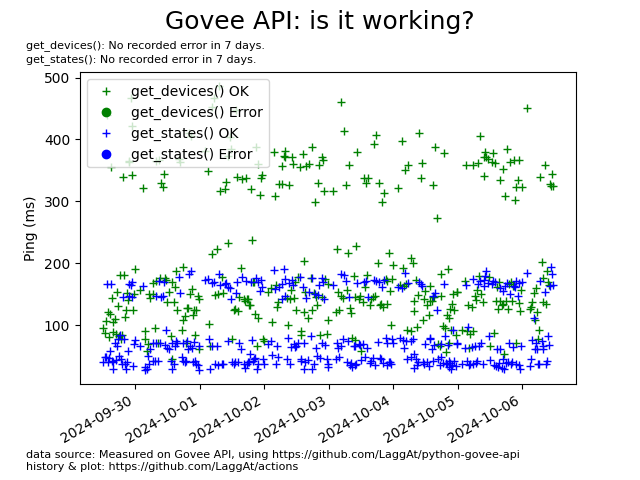 Govee API: is it working?
get_devices(): No recorded error in 7 days.
get_states(): No recorded error in 7 days.
500
400
300
200
100
Ping (ms)
get_devices() OK
get_devices() Error
get_states() OK
get_states() Error
2024-09-30
2024-10-01
2024-10-02
2024-10-03
2024-10-04
2024-10-05
2024-10-06
data source: Measured on Govee API, using https://github.com/LaggAt/python-govee-api
history & plot: https://github.com/LaggAt/actions